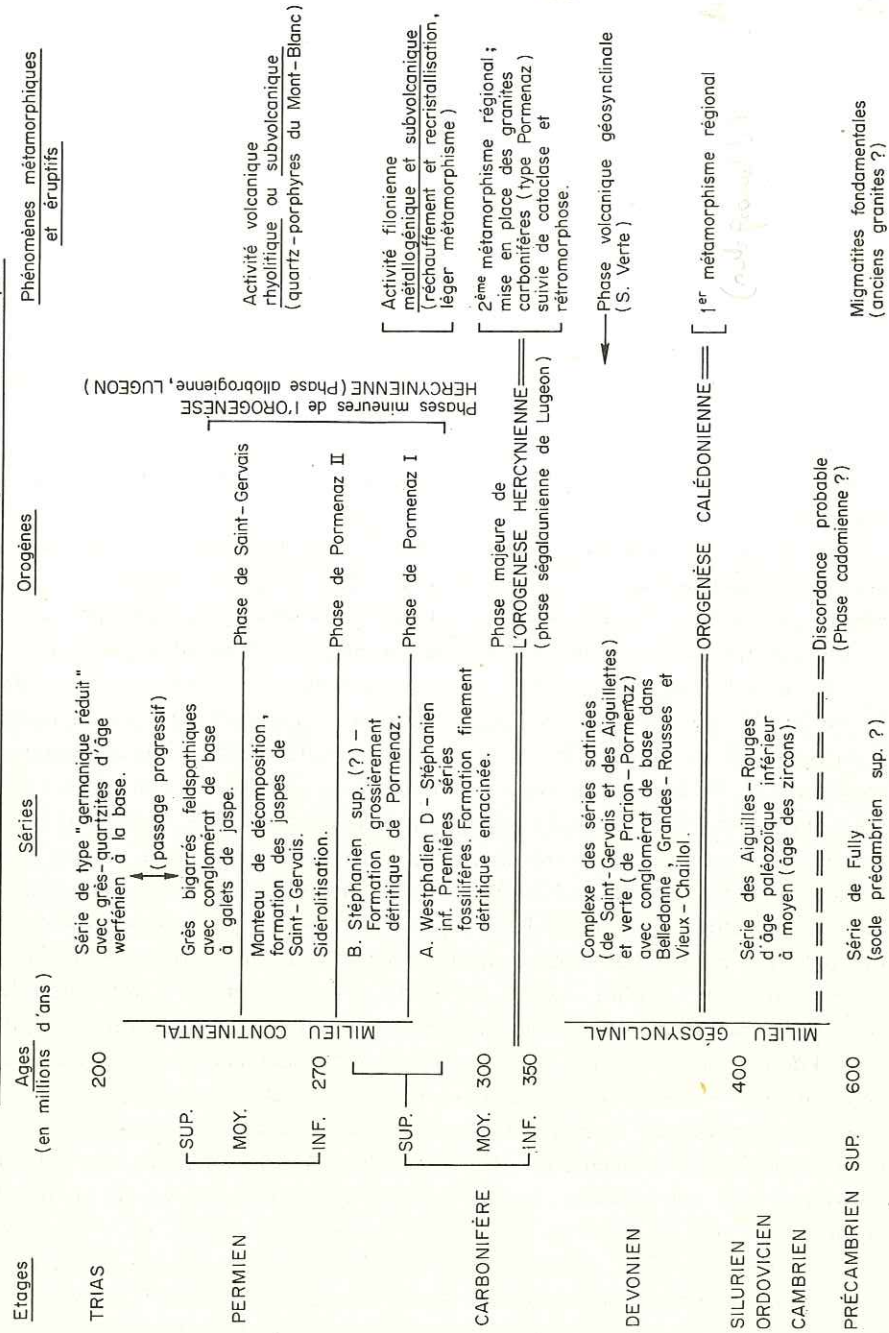 Etages
Ages
(en millions d'ans)
Séries
Orogènes
Phénomènes métamorphiques
et éruptifs
TRIAS
200
Série de type "germanique réduit"
avec grès-quartzites d'âge
werfénien à la base.
(passage progressif)
PERMIEN
SUP.
MOY.
INF.
270
MILIEU CONTINENTAL
Grès bigarrés feldspathiques
avec conglomérat de base
à galets de jaspe.
Phase de Saint-Gervais
Manteau de décomposition,
formation des jaspes de
Saint-Gervais.
Sidérolitisation.
Phase de Pormenaz II
B. Stéphanien sup. (?) –
Formation grossièrement
détritique de Pormenaz.
Phase de Pormenaz I
Phases mineures de l'OROGENÈSE
HERCYNIENNE (Phase allobrogienne, LUGEON)
Activité volcanique
rhyolitique ou subvolcanique
(quartz-porphyres du Mont-Blanc)
Activité filonienne
métallogénique et subvolcanique
(réchauffement et recristallisation,
léger métamorphisme)
CARBONIFÈRE
SUP.
MOY.
INF.
300
350
A. Westphalien D – Stéphanien
inf. Premières séries
fossilifères. Formation finement
détritique enracinée.
Phase majeure de
L'OROGENESE HERCYNIENNE
(phase ségalaunienne de Lugeon)
2ème métamorphisme régional;
mise en place des granites
carbonifères (type Pormenaz)
suivie de cataclase et
rétromorphose.
DEVONIEN
MILIEU GÉOSYNCLINAL
Complexe des séries satinées
(de Saint-Gervais et des Aiguillettes)
et verte (de Prarion-Pormenaz)
avec conglomérat de base dans
Belledonne, Grandes-Rousses et
Vieux-Chaillol.
Phase volcanique géosynclinale
(S. Verte)
OROGENÈSE CALÉDONIENNE
1er métamorphisme régional
SILURIEN
ORDOVICIEN
CAMBRIEN
400
Série des Aiguilles-Rouges
d'âge paléozoïque inférieur
à moyen (âge des zircons).
Discordance probable
(Phase cadomienne ?)
PRÉCAMBRIEN SUP.
600
Série de Fully
(socle précambrien sup. ?)
Migmatites fondamentales
(anciens granites ?)